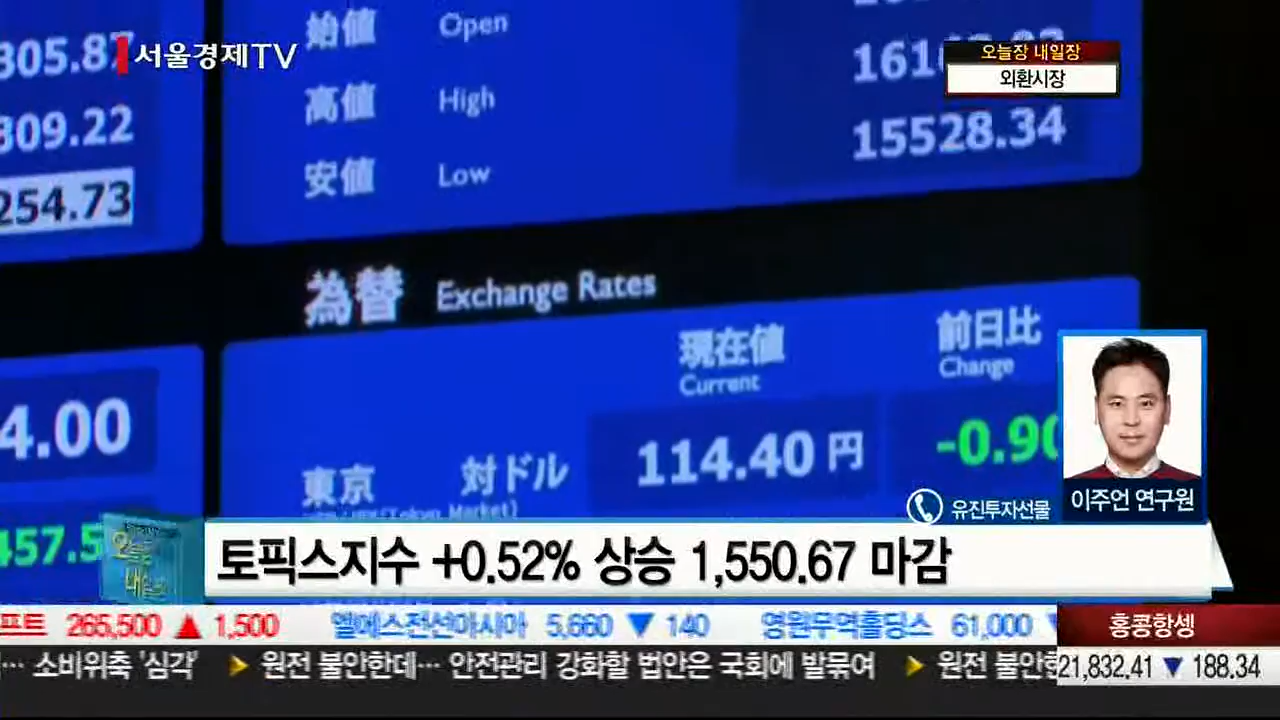 305.87
서울경제TV
始値 Open
오늘장 내일장
외환시장
309.22
高値 High
254.73
安値 Low
15528.34
為替 Exchange Rates
現在値
Current
前日比
Change
4.00
東京 対ドル
114.40 円
-0.90
이주언 연구원
유진투자선물
토픽스지수 +0.52% 상승 1,550.67 마감
프트 265,500 ▲ 1,500
엘에스전선아시아 5,660 ▼ 140
영원무역홀딩스 61,000 ▼
홍콩항셍
21,832.41 ▼ 188.34
… 소비위축 '심각'
원전 불안한데… 안전관리 강화할 법안은 국회에 발묶여
원전 불안한